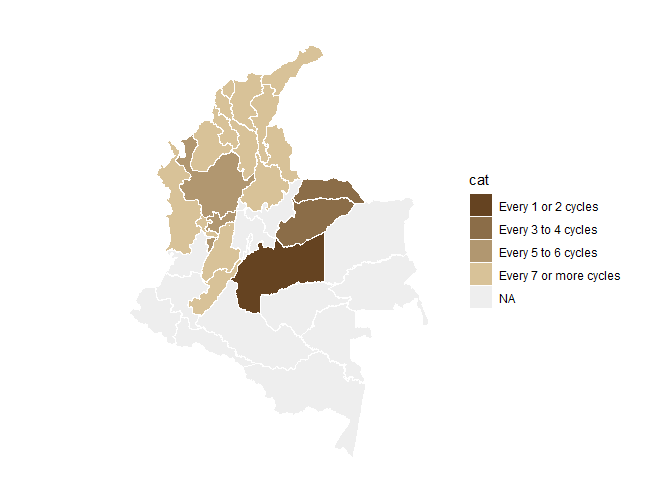 cat
Every 1 or 2 cycles
Every 3 to 4 cycles
Every 5 to 6 cycles
Every 7 or more cycles
NA